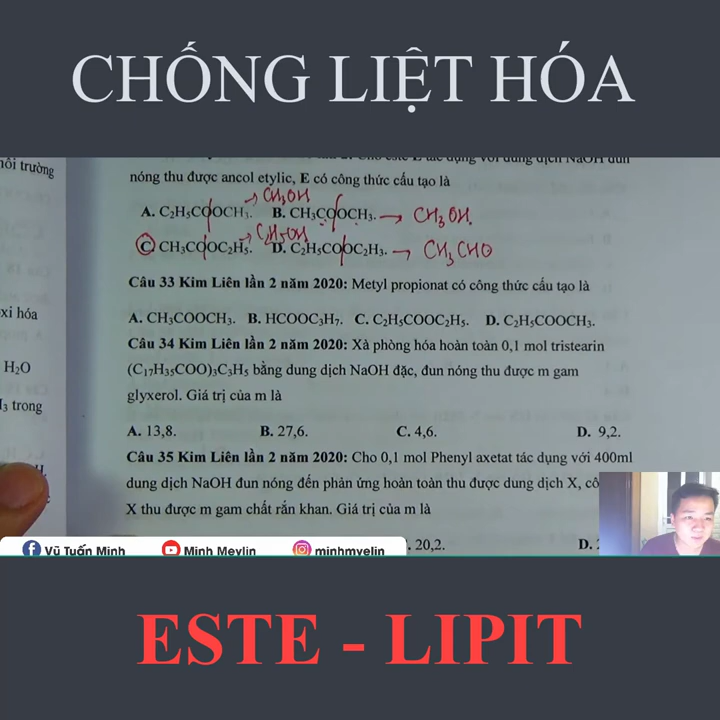 CHỐNG LIỆT HÓA
nóng thu được ancol etylic, E có công thức cấu tạo là
CH3OH
A. C2H5COOCH3. B. CH3COOCH3. → CH3OH
C2H5OH
C CH3COOC2H5. D. C2H5COOC2H3. → CH3CHO
Câu 33 Kim Liên lần 2 năm 2020: Metyl propionat có công thức cấu tạo là
xi hóa
A. CH3COOCH3. B. HCOOC3H7. C. C2H5COOC2H5. D. C2H5COOCH3.
Câu 34 Kim Liên lần 2 năm 2020: Xà phòng hóa hoàn toàn 0,1 mol tristearin
H2O
(C17H35COO)3C3H5 bằng dung dịch NaOH đặc, đun nóng thu được m gam
glyxerol. Giá trị của m là
trong
A. 13,8. B. 27,6. C. 4,6. D. 9,2.
Câu 35 Kim Liên lần 2 năm 2020: Cho 0,1 mol Phenyl axetat tác dụng với 400ml
dung dịch NaOH đun nóng đến phản ứng hoàn toàn thu được dung dịch X,
X thu được m gam chất rắn khan. Giá trị của m là
20,2. D.
Vũ Tuấn Minh Minh Meylin minhmyelin
ESTE - LIPIT